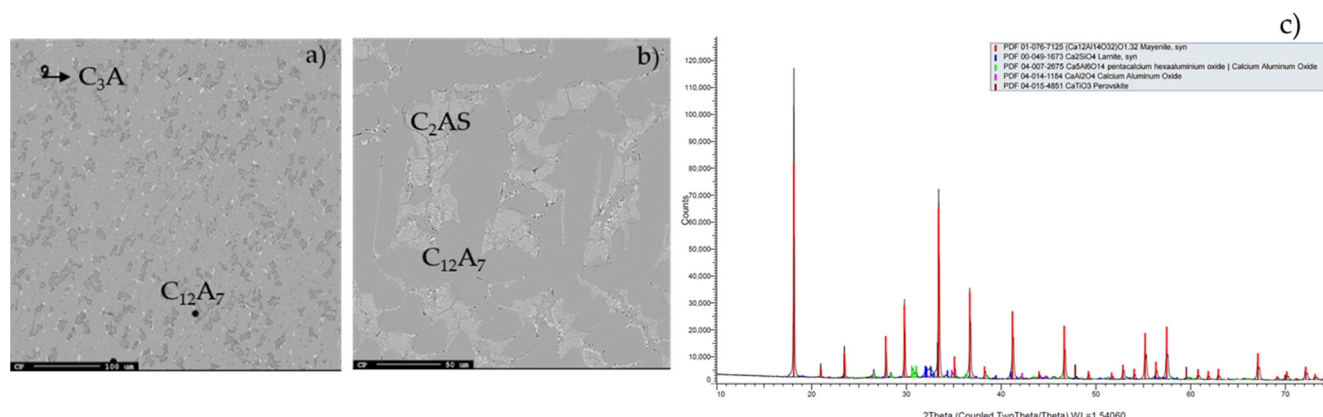 a)
C₃A
C₁₂A₇
CP
100 um
b)
C₂AS
C₁₂A₇
CP
50 um
c)
PDF 01-076-7125 (Ca12Al14O32)O1.32 Mayenite, syn
PDF 00-049-1673 Ca2SiO4 Larnite, syn
PDF 04-007-2675 Ca5Al6O14 pentacalcium hexaaluminium oxide | Calcium Aluminum Oxide
PDF 04-014-1184 CaAl2O4 Calcium Aluminum Oxide
PDF 04-015-4851 CaTiO3 Perovskite
Counts
120,000
110,000
100,000
90,000
80,000
70,000
60,000
50,000
40,000
30,000
20,000
10,000
0
10 20 30 40 50 60 70
2Theta (Coupled TwoTheta/Theta) WL=1.54060